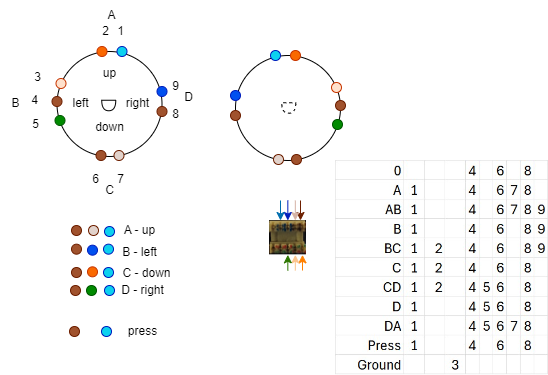 A
2 1
up
3
9
B 4 left right D
8
5 down
6 7
C
A - up
B - left
C - down
D - right
press
0 4 6 8
A 1 4 6 7 8
AB 1 4 6 7 8 9
B 1 4 6 8 9
BC 1 2 4 6 8 9
C 1 2 4 6 8
CD 1 2 4 5 6 8
D 1 4 5 6 8
DA 1 4 5 6 7 8
Press 1 4 6 8
Ground 3